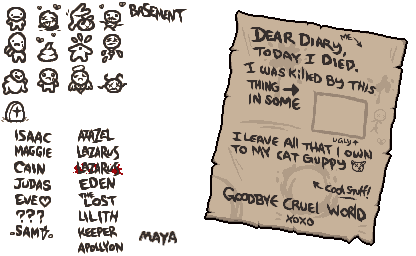 BASEMENT
ISAAC
MAGGIE
CAIN
JUDAS
EVE♡
???
-SAM
AZAZEL
LAZARUS
LAZARUS
EDEN
THE
LOST
LILITH
KEEPER
APOLLYON
MAYA
DEAR DIARY,
ME
TODAY I DIED.
I WAS KILLED BY THIS
THING →
IN SOME
UGLY↑
I LEAVE ALL THAT I OWN
TO MY CAT GUPPY
↖ COOL STUFF!
GOODBYE CRUEL WORLD
XOXO